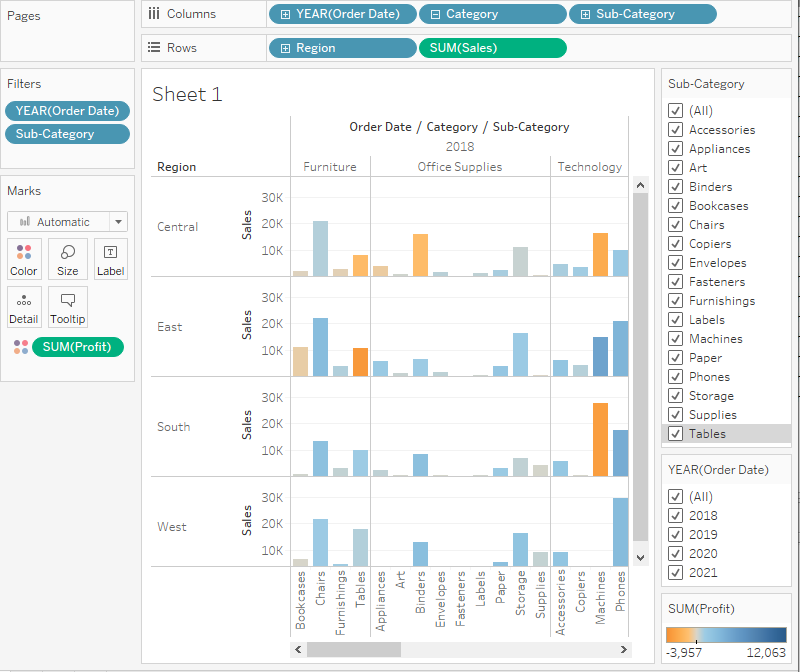 Pages
Columns
YEAR(Order Date)
Category
Sub-Category
Rows
Region
SUM(Sales)
Filters
YEAR(Order Date)
Sub-Category
Marks
Automatic
Color
Size
Label
Detail
Tooltip
SUM(Profit)
Sheet 1
Order Date / Category / Sub-Category
2018
Region
Furniture
Office Supplies
Technology
Central
Sales
30K
20K
10K
East
Sales
30K
20K
10K
South
Sales
30K
20K
10K
West
Sales
30K
20K
10K
Bookcases
Chairs
Furnishings
Tables
Appliances
Art
Binders
Envelopes
Fasteners
Labels
Paper
Storage
Supplies
Accessories
Copiers
Machines
Phones
Sub-Category
(All)
Accessories
Appliances
Art
Binders
Bookcases
Chairs
Copiers
Envelopes
Fasteners
Furnishings
Labels
Machines
Paper
Phones
Storage
Supplies
Tables
YEAR(Order Date)
(All)
2018
2019
2020
2021
SUM(Profit)
-3,957 12,063